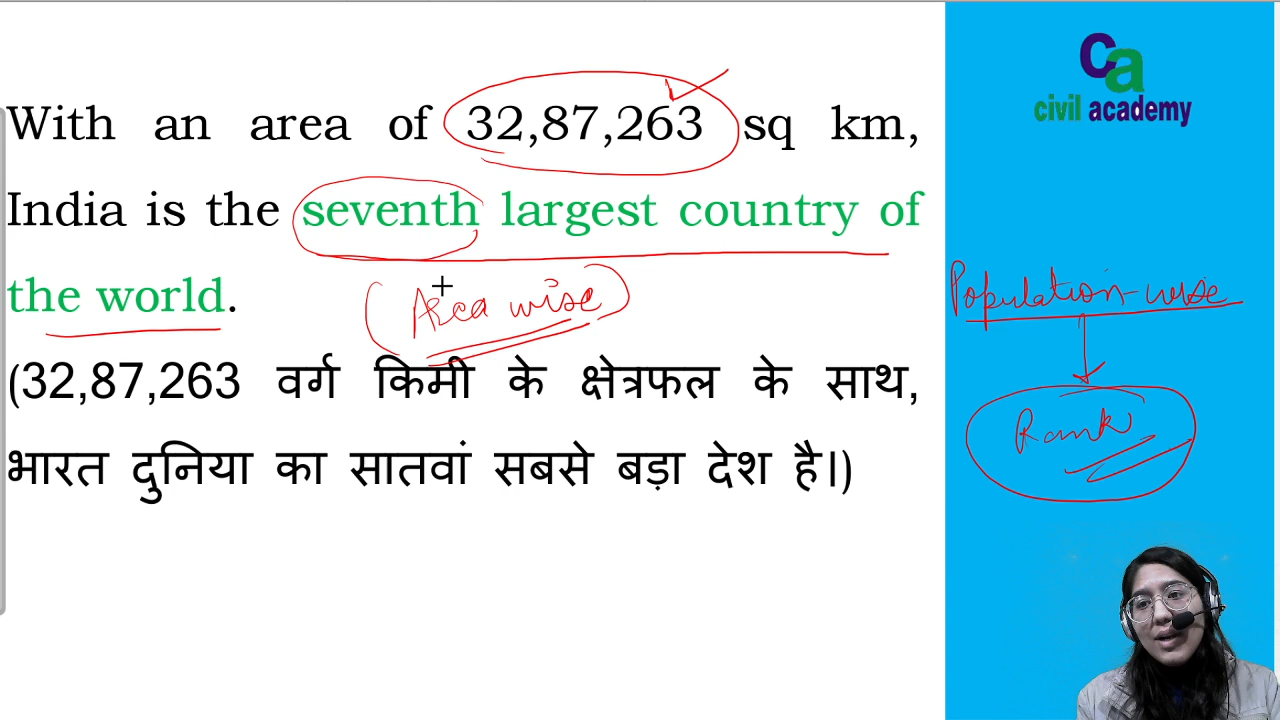 With an area of 32,87,263 sq km,
India is the seventh largest country of
the world.
(Area wise)
(32,87,263 वर्ग किमी के क्षेत्रफल के साथ,
भारत दुनिया का सातवां सबसे बड़ा देश है।)
ca
civil academy
Population-wise
Rank